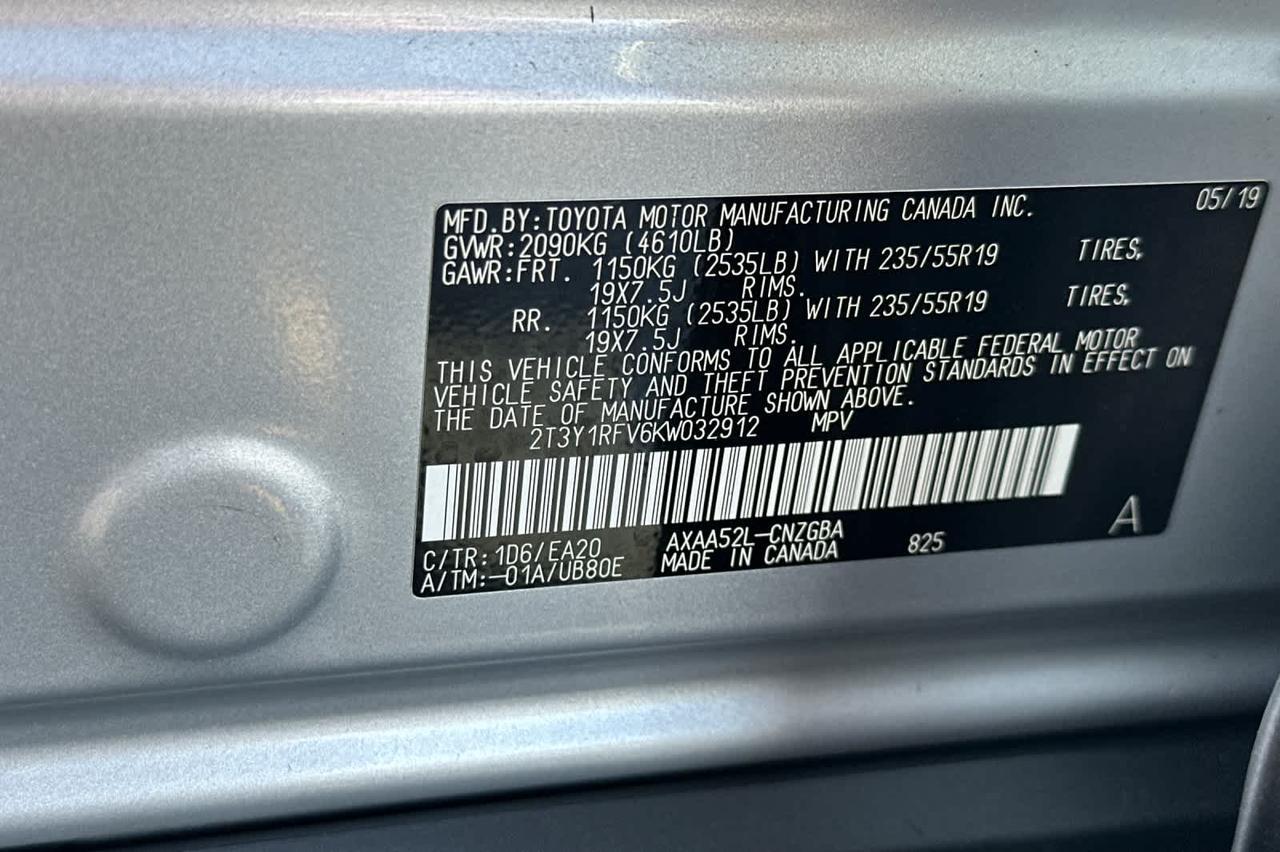 05/19
MFD.BY:TOYOTA MOTOR MANUFACTURING CANADA INC.
GVWR:2090KG (4610LB)
GAWR:FRT. 1150KG (2535LB) WITH 235/55R19 TIRES,
19X7.5J RIMS.
RR. 1150KG (2535LB) WITH 235/55R19 TIRES,
19X7.5J RIMS.
THIS VEHICLE CONFORMS TO ALL APPLICABLE FEDERAL MOTOR
VEHICLE SAFETY AND THEFT PREVENTION STANDARDS IN EFFECT ON
THE DATE OF MANUFACTURE SHOWN ABOVE.
2T3Y1RFV6KW032912 MPV
C/TR: 1D6/EA20 AXAA52L-CNZGBA 825 A
A/TM:-01A/UB80E MADE IN CANADA